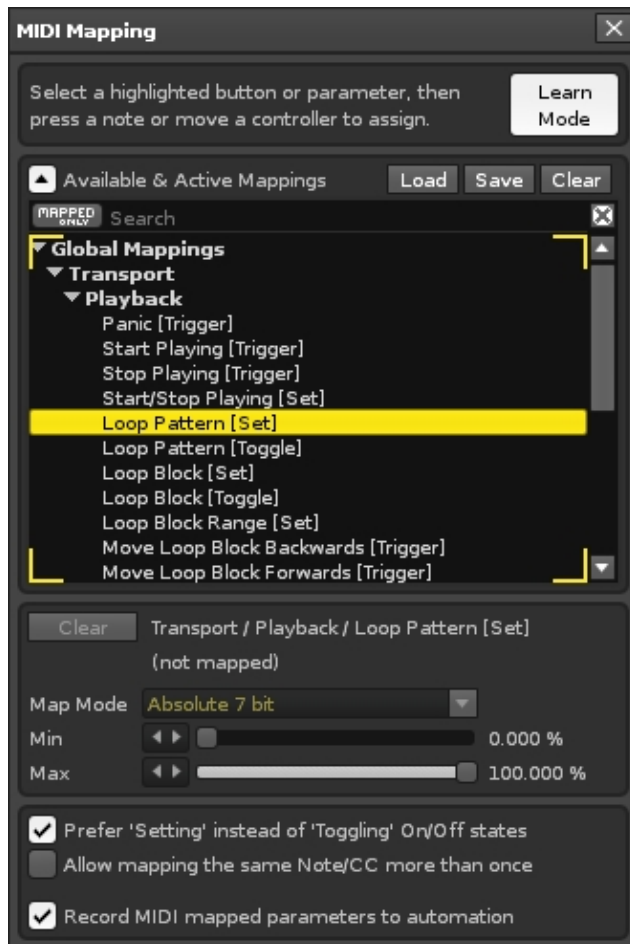 MIDI Mapping
Select a highlighted button or parameter, then
press a note or move a controller to assign.
Learn
Mode
Available & Active Mappings
Load
Save
Clear
MAPPED
ONLY
Search
Global Mappings
Transport
Playback
Panic [Trigger]
Start Playing [Trigger]
Stop Playing [Trigger]
Start/Stop Playing [Set]
Loop Pattern [Set]
Loop Pattern [Toggle]
Loop Block [Set]
Loop Block [Toggle]
Loop Block Range [Set]
Move Loop Block Backwards [Trigger]
Move Loop Block Forwards [Trigger]
Clear
Transport / Playback / Loop Pattern [Set]
(not mapped)
Map Mode
Absolute 7 bit
Min
0.000 %
Max
100.000 %
Prefer 'Setting' instead of 'Toggling' On/Off states
Allow mapping the same Note/CC more than once
Record MIDI mapped parameters to automation